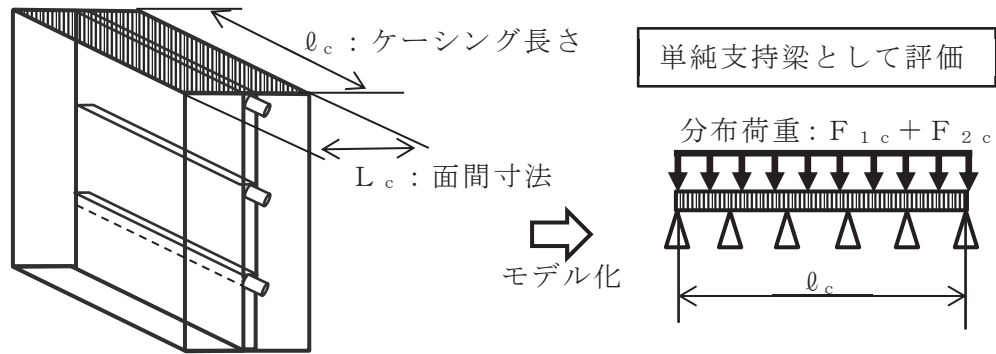 ℓc：ケーシング長さ
Lc：面間寸法
モデル化
単純支持梁として評価
分布荷重：F1c＋F2c
ℓc